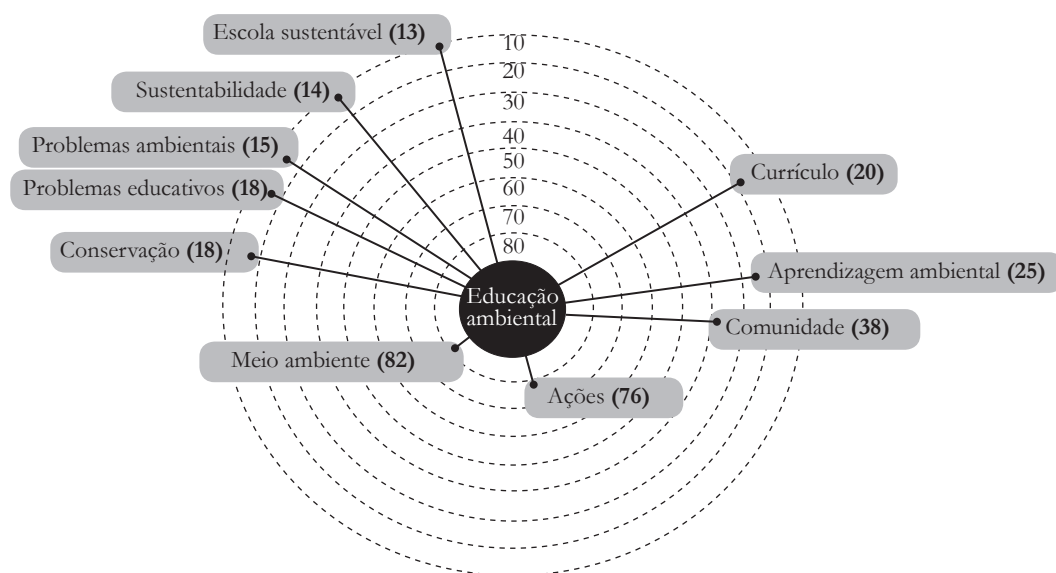 Escola sustentável (13)
10
20
30
40
50
60
70
80
Sustentabilidade (14)
Problemas ambientais (15)
Problemas educativos (18)
Conservação (18)
Meio ambiente (82)
Educação
ambiental
Currículo (20)
Aprendizagem ambiental (25)
Comunidade (38)
Ações (76)